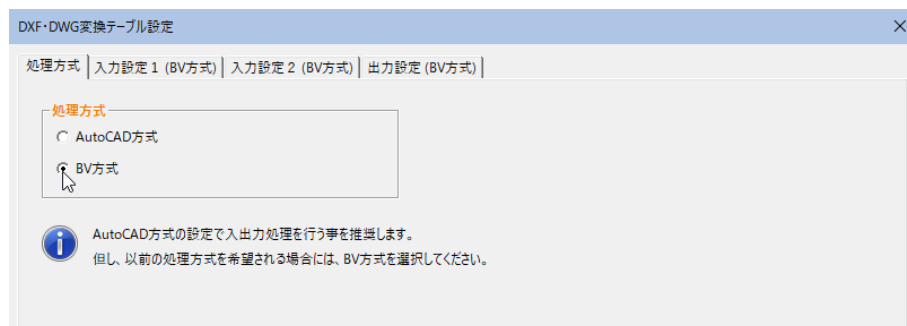 DXF・DWG変換テーブル設定
処理方式 入力設定 1 (BV方式) 入力設定 2 (BV方式) 出力設定 (BV方式)
処理方式
AutoCAD方式
BV方式
AutoCAD方式の設定で入出力処理を行う事を推奨します。
但し、以前の処理方式を希望される場合には、BV方式を選択してください。